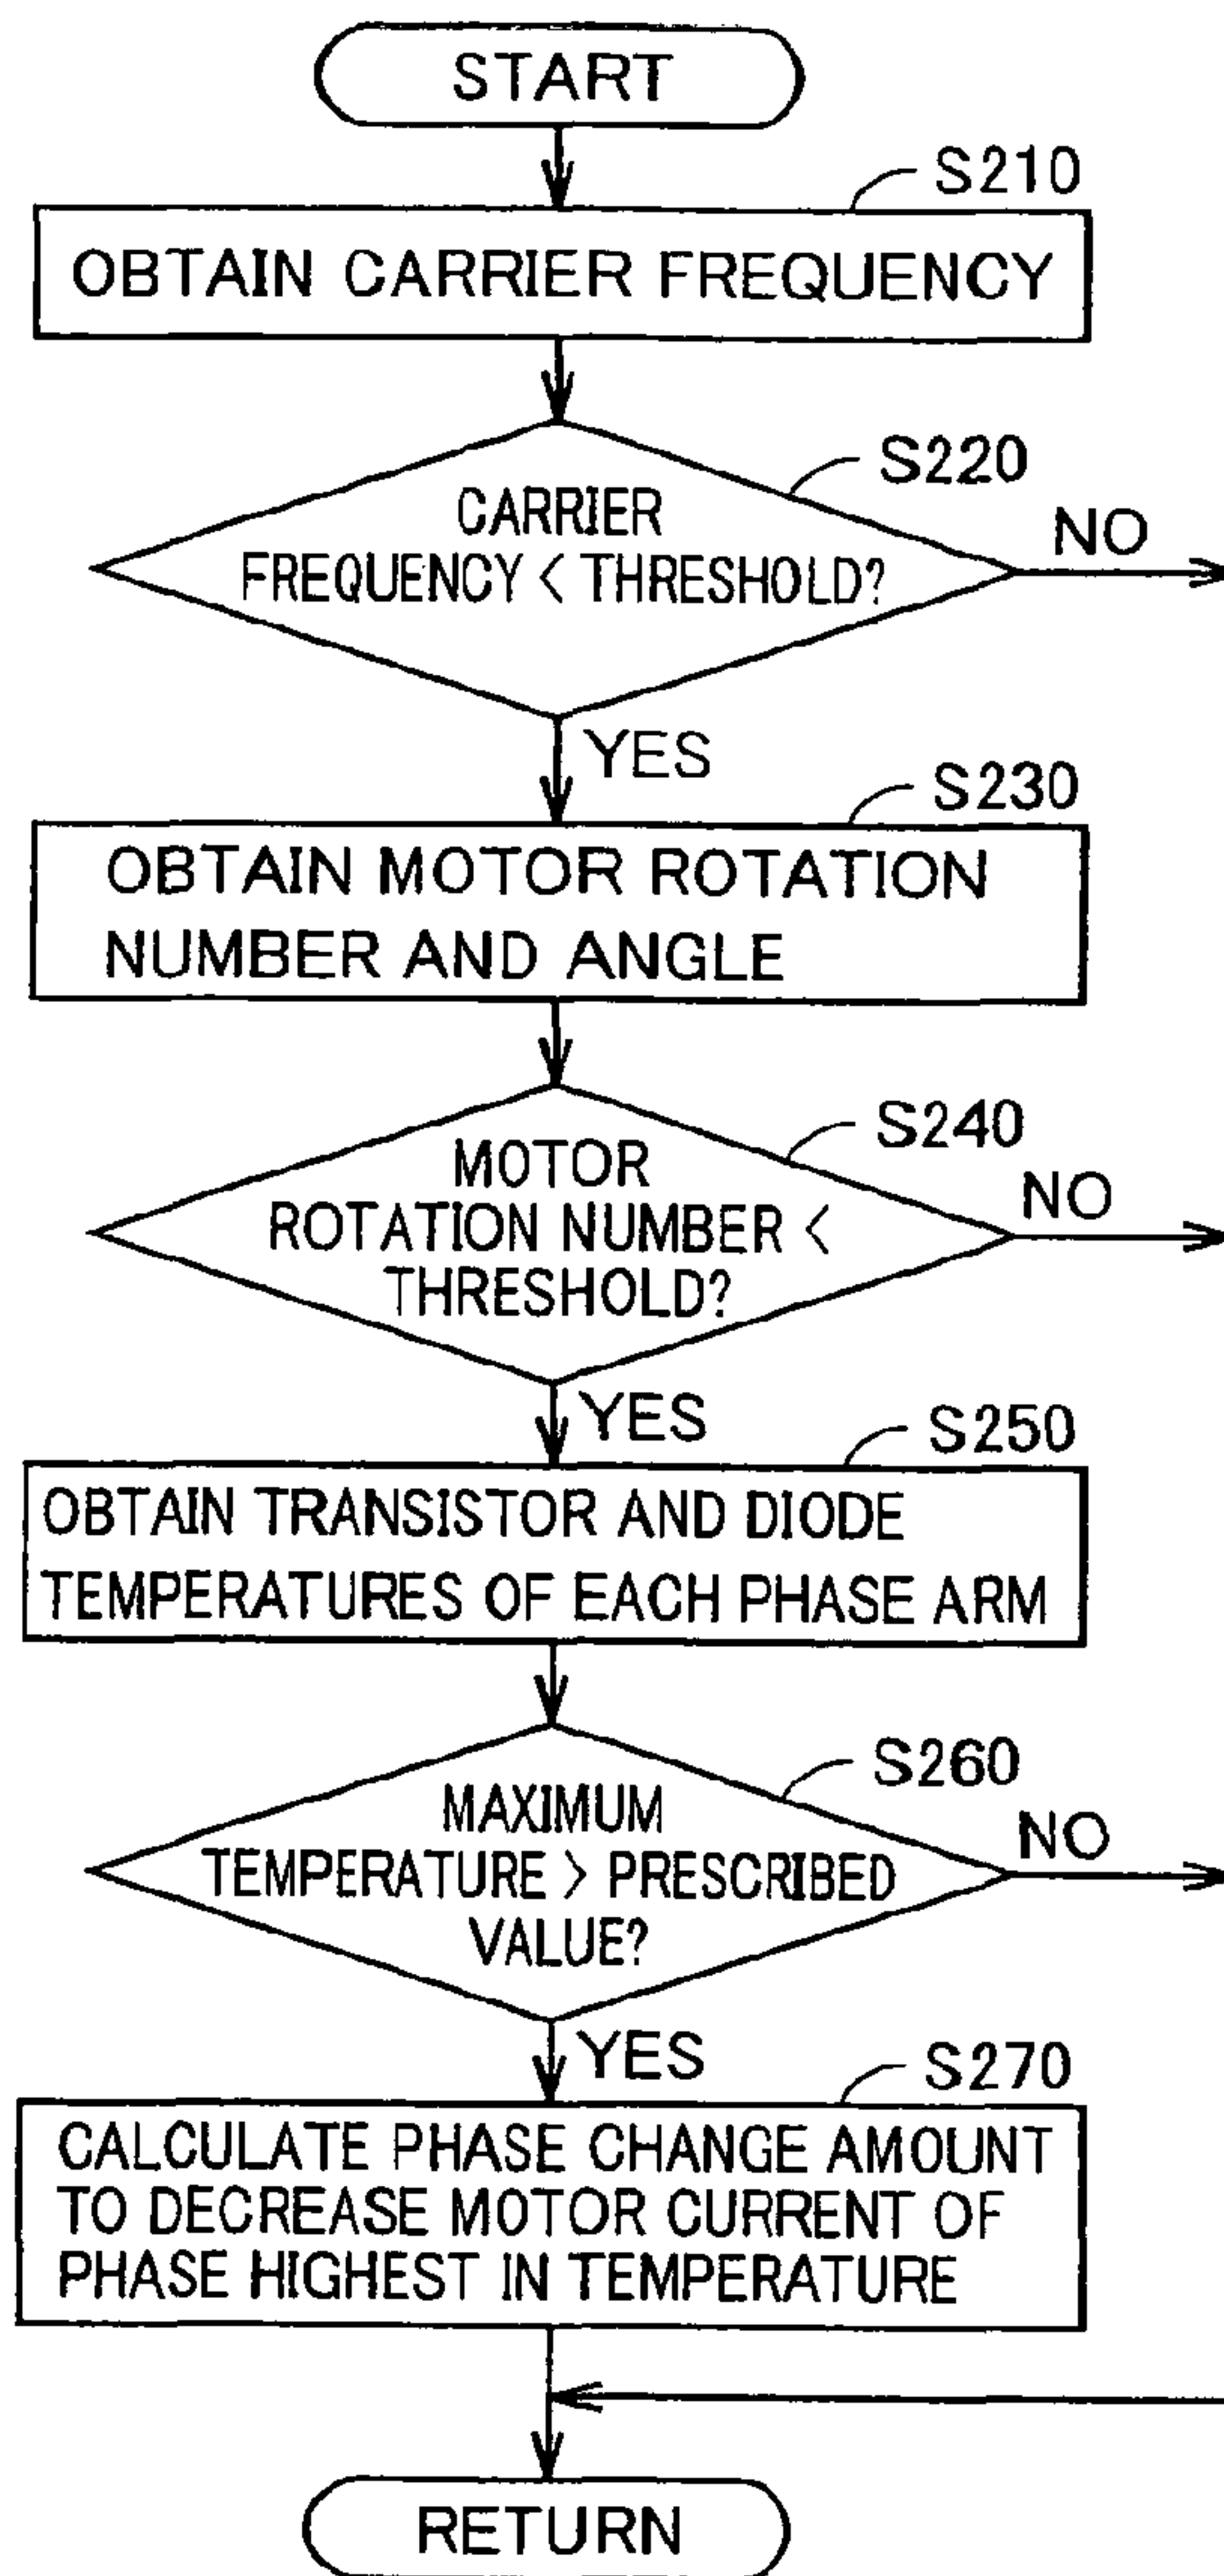 START
S210
OBTAIN CARRIER FREQUENCY
S220
CARRIER
FREQUENCY < THRESHOLD?
NO
YES
S230
OBTAIN MOTOR ROTATION
NUMBER AND ANGLE
S240
MOTOR
ROTATION NUMBER <
THRESHOLD?
NO
YES
S250
OBTAIN TRANSISTOR AND DIODE
TEMPERATURES OF EACH PHASE ARM
S260
MAXIMUM
TEMPERATURE > PRESCRIBED
VALUE?
NO
YES
S270
CALCULATE PHASE CHANGE AMOUNT
TO DECREASE MOTOR CURRENT OF
PHASE HIGHEST IN TEMPERATURE
RETURN